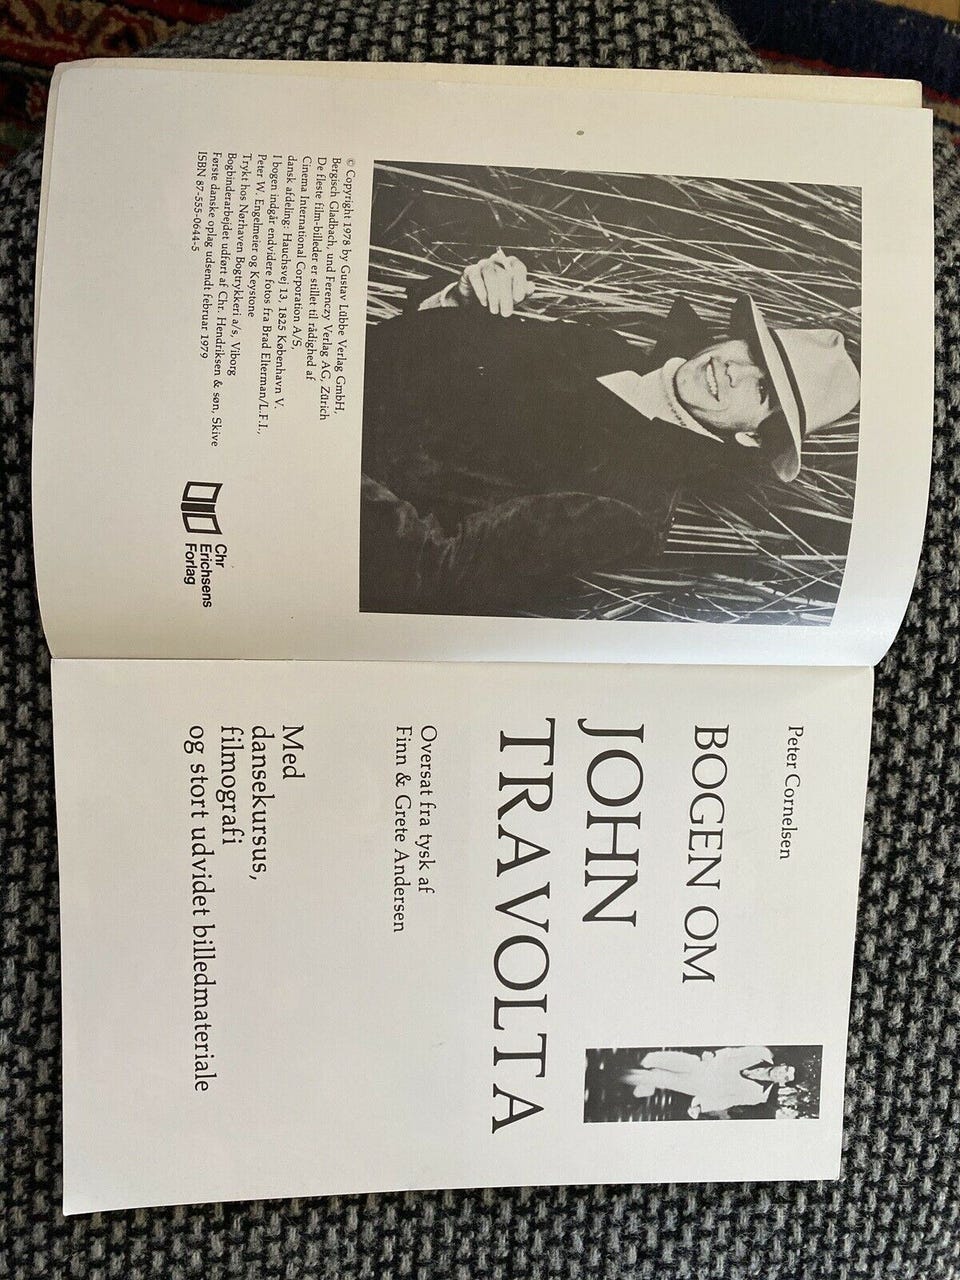 © Copyright 1978 by Gustav Lübbe Verlag GmbH,
Bergisch Gladbach, und Ferenczy Verlag AG, Zürich
De fleste film-billeder er stillet til rådighed af
Cinema International Corporation A/S,
dansk afdeling: Hauchsvej 13, 1825 København V.
I bogen indgår endvidere fotos fra Brad Elterman/L.F.I.,
Peter W. Engelmeier og Keystone
Trykt hos Nørhaven Bogtrykkeri a/s, Viborg
Bogbinderarbejdet udført af Chr. Hendriksen & søn, Skive
Første danske oplag udsendt februar 1979
ISBN 87-555-0644-5
Chr
Erichsens
Forlag
Peter Cornelsen
BOGEN OM
JOHN
TRAVOLTA
Oversat fra tysk af
Finn & Grete Andersen
Med
dansekursus,
filmografi
og stort udvidet billedmateriale